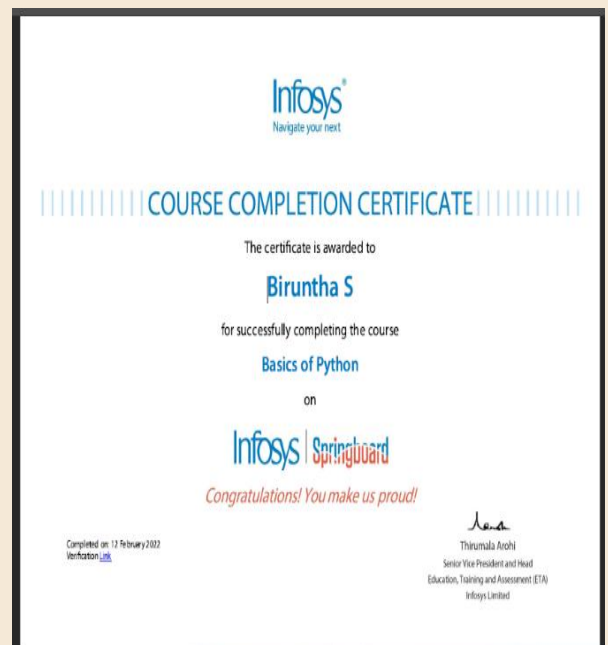 Infosys®
Navigate your next
COURSE COMPLETION CERTIFICATE
The certificate is awarded to
Biruntha S
for successfully completing the course
Basics of Python
on
Infosys | Springboard
Congratulations! You make us proud!
Completed on: 12 February 2022
Verification Link
Thirumala Arohi
Senior Vice President and Head
Education, Training and Assessment (ETA)
Infosys Limited